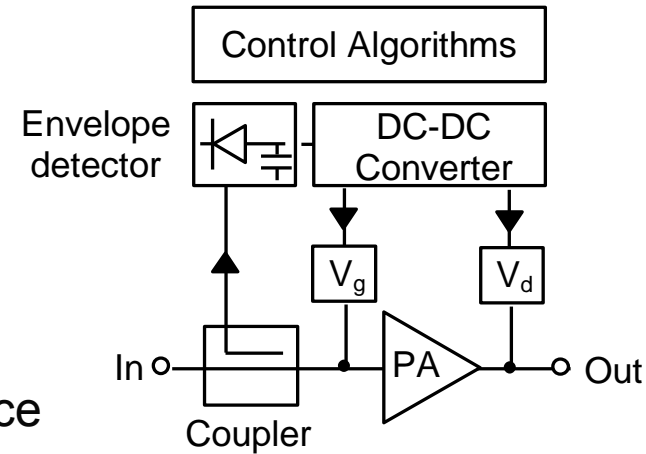 Control Algorithms
Envelope
detector
DC-DC
Converter
Vg
Vd
In
PA
Out
Coupler